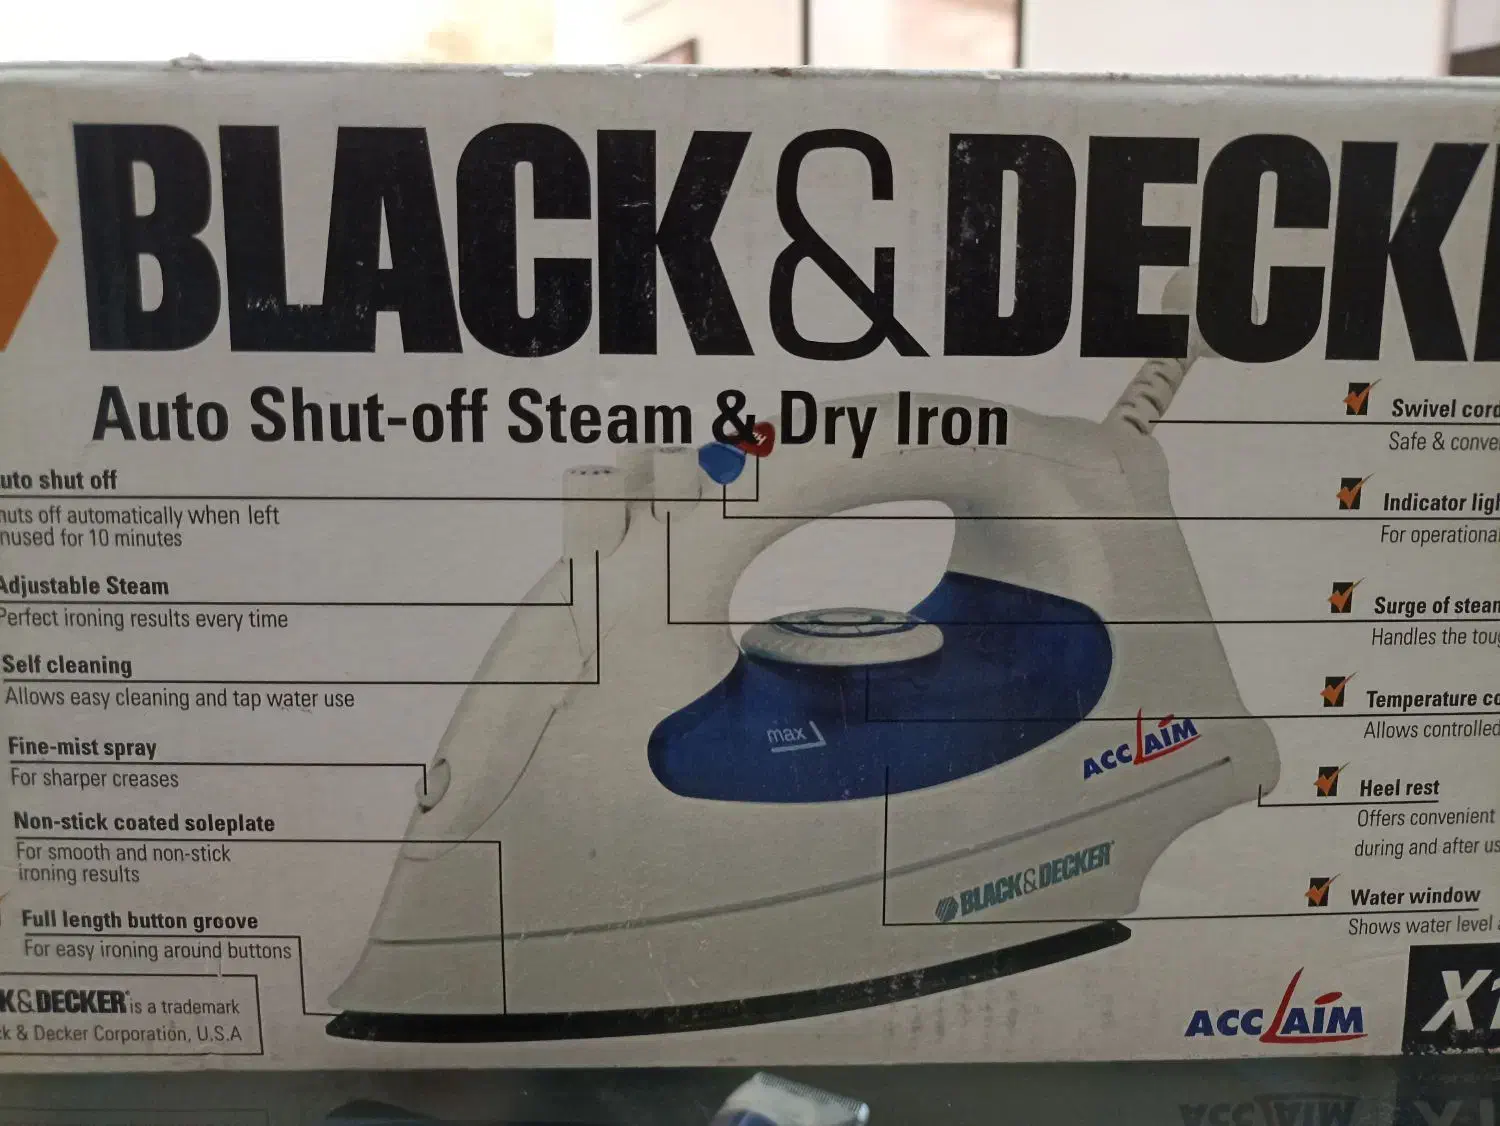 BLACK&DECK
Auto Shut-off Steam & Dry Iron
uto shut off
uts off automatically when left
nused for 10 minutes
Adjustable Steam
Perfect ironing results every time
Self cleaning
Allows easy cleaning and tap water use
Fine-mist spray
For sharper creases
Non-stick coated soleplate
For smooth and non-stick
ironing results
Full length button groove
For easy ironing around buttons
K&DECKER is a trademark
ck & Decker Corporation, U.S.A
max
ACCLAIM
BLACK&DECKER
Swivel cord
Safe & conve
Indicator ligh
For operationa
Surge of stean
Handles the toug
Temperature co
Allows controlled
Heel rest
Offers convenient
during and after us
Water window
Shows water level
ACCLAIM
X1